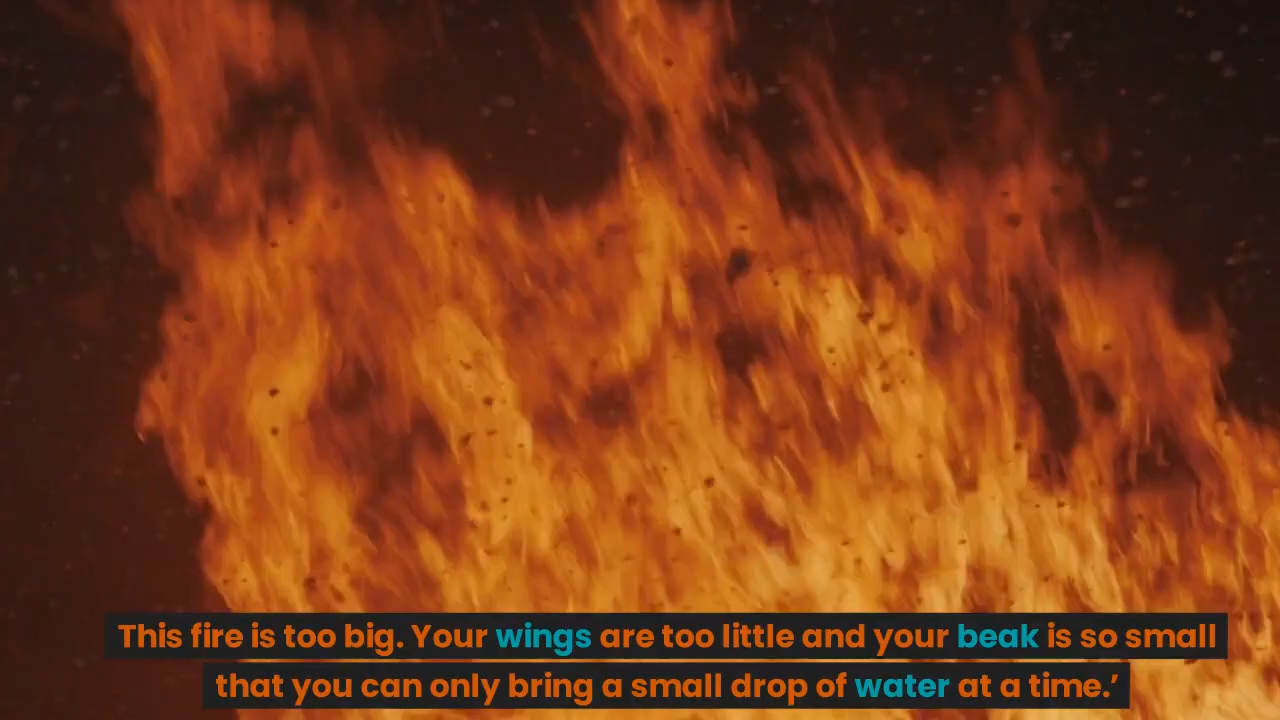 This fire is too big. Your wings are too little and your beak is so small
that you can only bring a small drop of water at a time.’